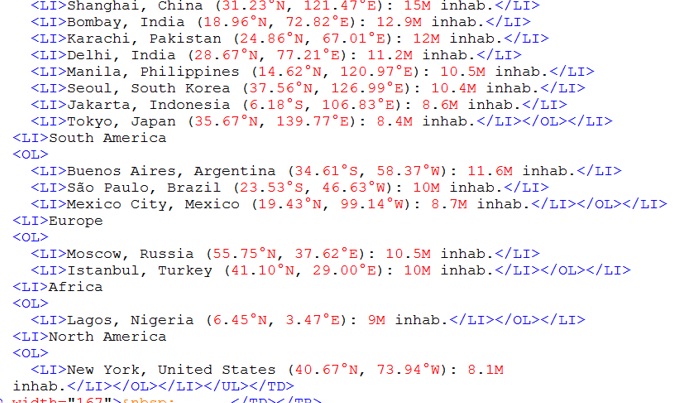 <LI>Shanghai, China (31.23°N, 121.47°E): 15M inhab.</LI>
<LI>Bombay, India (18.96°N, 72.82°E): 12.9M inhab.</LI>
<LI>Karachi, Pakistan (24.86°N, 67.01°E): 12M inhab.</LI>
<LI>Delhi, India (28.67°N, 77.21°E): 11.2M inhab.</LI>
<LI>Manila, Philippines (14.62°N, 120.97°E): 10.5M inhab.</LI>
<LI>Seoul, South Korea (37.56°N, 126.99°E): 10.4M inhab.</LI>
<LI>Jakarta, Indonesia (6.18°S, 106.83°E): 8.6M inhab.</LI>
<LI>Tokyo, Japan (35.67°N, 139.77°E): 8.4M inhab.</LI></OL></LI>
<LI>South America
<OL>
<LI>Buenos Aires, Argentina (34.61°S, 58.37°W): 11.6M inhab.</LI>
<LI>São Paulo, Brazil (23.53°S, 46.63°W): 10M inhab.</LI>
<LI>Mexico City, Mexico (19.43°N, 99.14°W): 8.7M inhab.</LI></OL></LI>
<LI>Europe
<OL>
<LI>Moscow, Russia (55.75°N, 37.62°E): 10.5M inhab.</LI>
<LI>Istanbul, Turkey (41.10°N, 29.00°E): 10M inhab.</LI></OL></LI>
<LI>Africa
<OL>
<LI>Lagos, Nigeria (6.45°N, 3.47°E): 9M inhab.</LI></OL></LI>
<LI>North America
<OL>
<LI>New York, United States (40.67°N, 73.94°W): 8.1M
inhab.</LI></OL></LI></UL></TD>
width="167">&nbsp; </TD></TR>